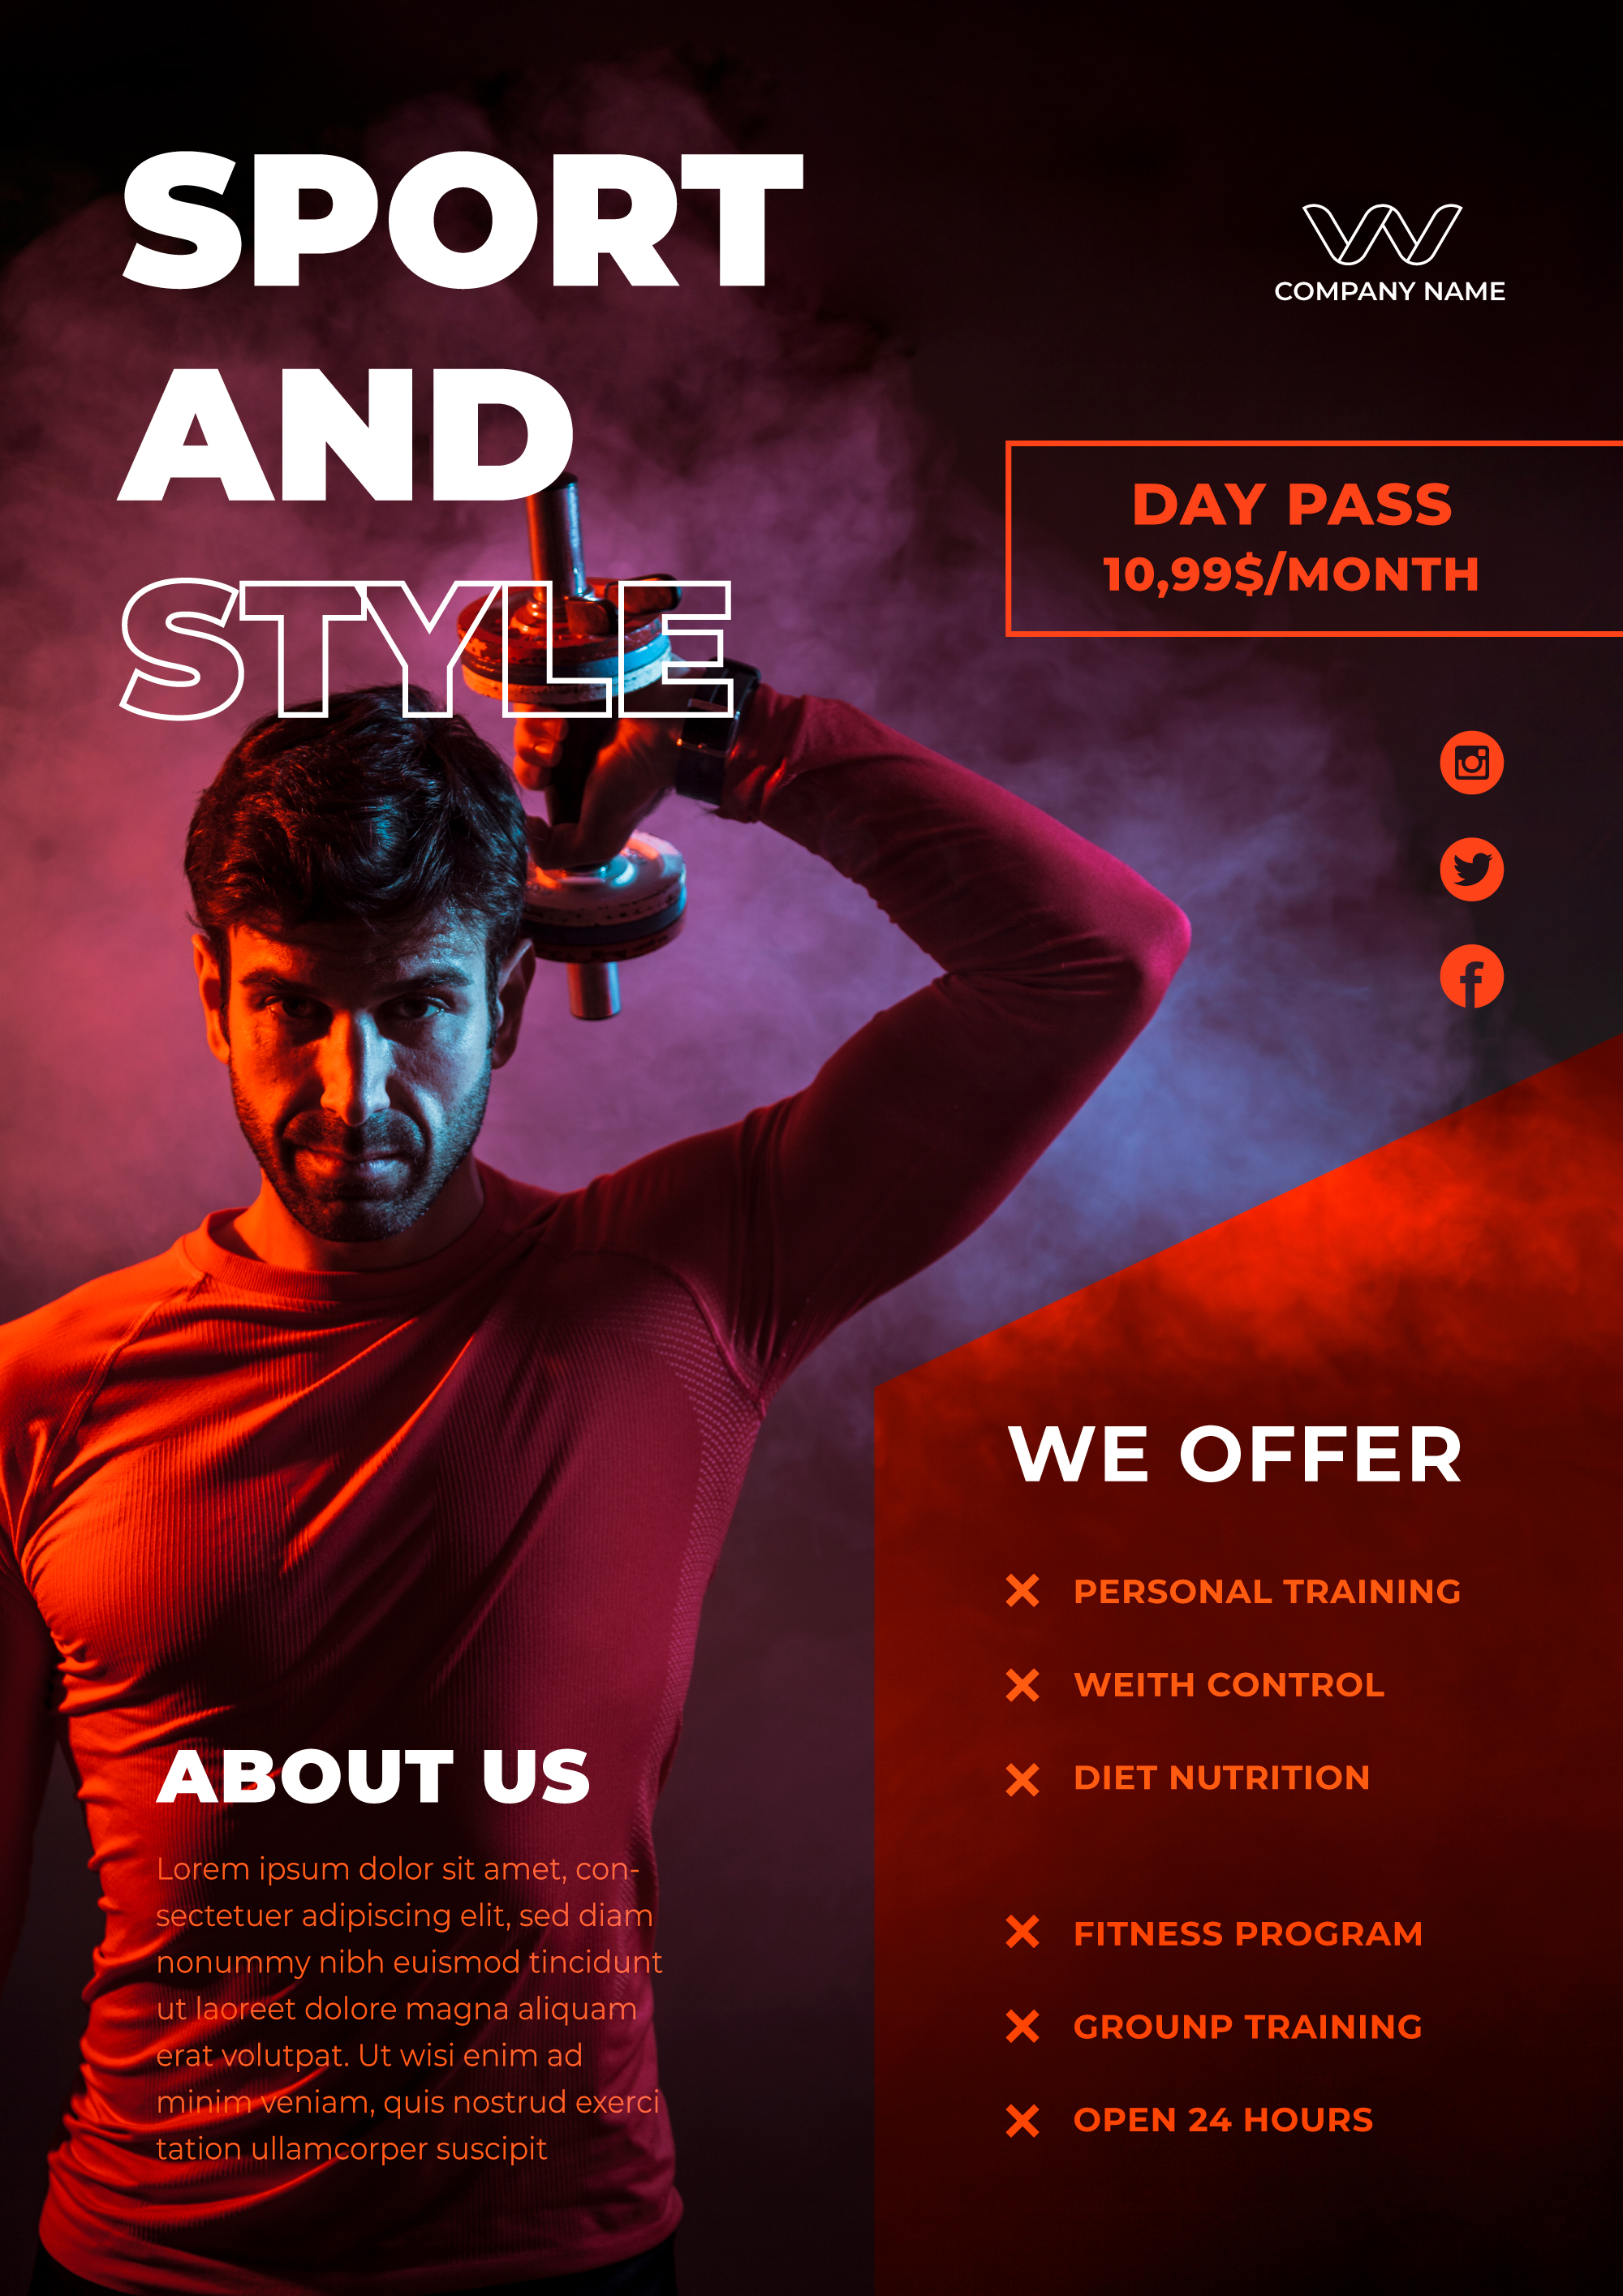 SPORT
AND
STYLE
COMPANY NAME
DAY PASS
10,99$/MONTH
WE OFFER
PERSONAL TRAINING
WEITH CONTROL
DIET NUTRITION
FITNESS PROGRAM
GROUNP TRAINING
OPEN 24 HOURS
ABOUT US
Lorem ipsum dolor sit amet, con-
sectetuer adipiscing elit, sed diam
nonummy nibh euismod tincidunt
ut laoreet dolore magna aliquam
erat volutpat. Ut wisi enim ad
minim veniam, quis nostrud exerci
tation ullamcorper suscipit